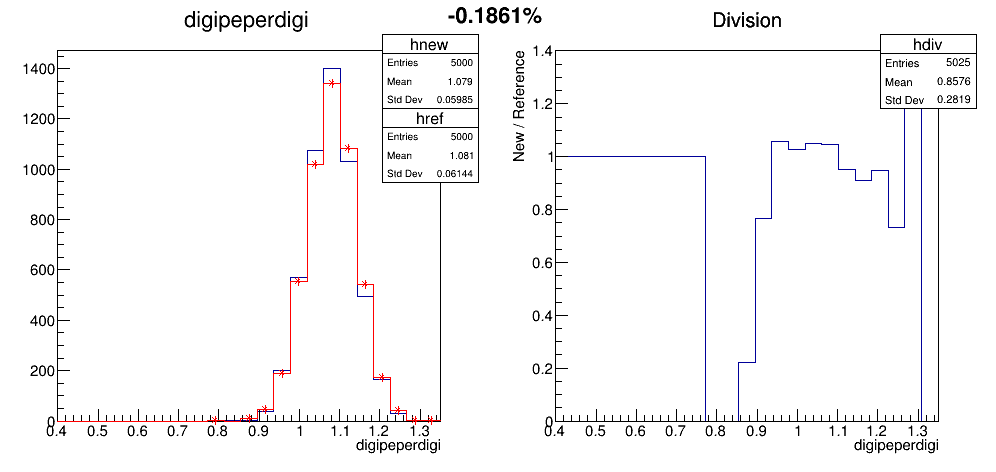 digipeperdigi
-0.1861%
Division
hnew
Entries 5000
Mean 1.079
Std Dev 0.05985
href
Entries 5000
Mean 1.081
Std Dev 0.06144
1400
1200
1000
800
600
400
200
0
0.4 0.5 0.6 0.7 0.8 0.9 1 1.1 1.2 1.3
digipeperdigi
hdiv
Entries 5025
Mean 0.8576
Std Dev 0.2819
New / Reference
1.4
1.2
1
0.8
0.6
0.4
0.2
0
0.4 0.5 0.6 0.7 0.8 0.9 1 1.1 1.2 1.3
digipeperdigi